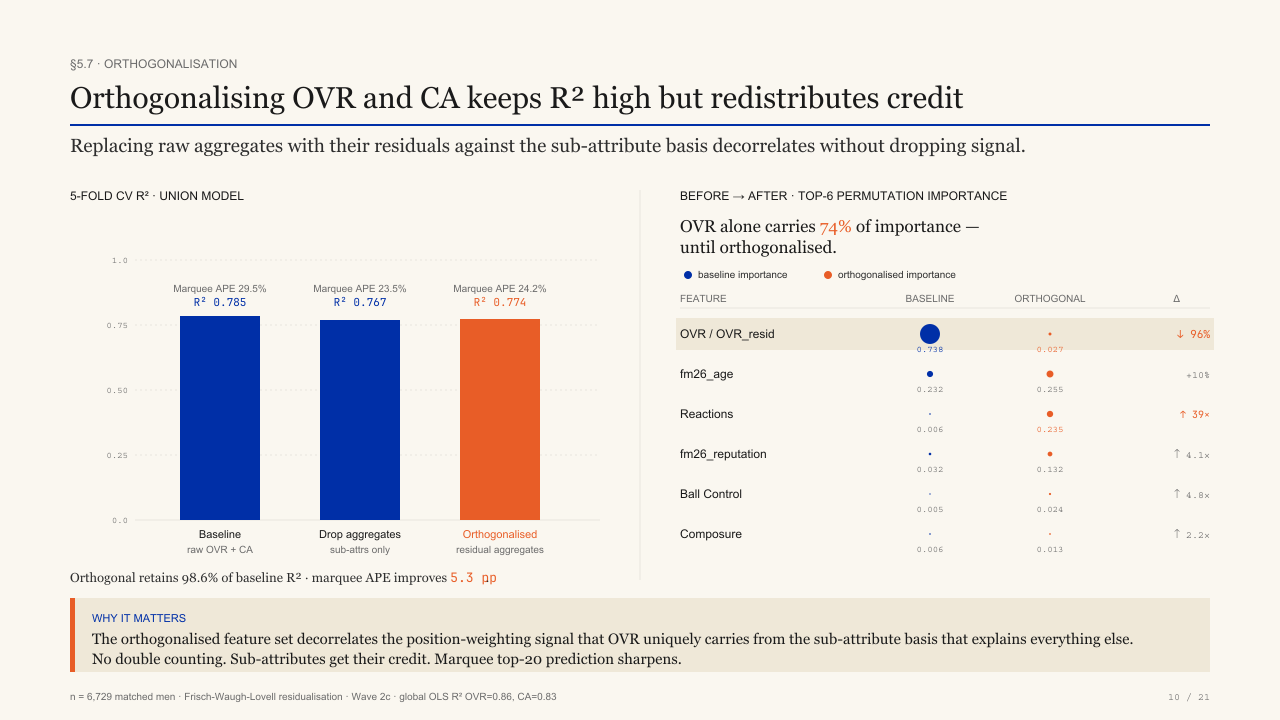 §5.7 · ORTHOGONALISATION
Orthogonalising OVR and CA keeps R² high but redistributes credit
Replacing raw aggregates with their residuals against the sub-attribute basis decorrelates without dropping signal.
5-FOLD CV R² · UNION MODEL
1.0
0.75
0.50
0.25
0.0
Marquee APE 29.5%
R² 0.785
Marquee APE 23.5%
R² 0.767
Marquee APE 24.2%
R² 0.774
Baseline
raw OVR + CA
Drop aggregates
sub-attrs only
Orthogonalised
residual aggregates
Orthogonal retains 98.6% of baseline R² · marquee APE improves 5.3 pp
BEFORE → AFTER · TOP-6 PERMUTATION IMPORTANCE
OVR alone carries 74% of importance —
until orthogonalised.
baseline importance orthogonalised importance
FEATURE BASELINE ORTHOGONAL Δ
OVR / OVR_resid ↓ 96%
0.738 0.027
fm26_age +10%
0.232 0.255
Reactions ↑ 39×
0.006 0.235
fm26_reputation ↑ 4.1×
0.032 0.132
Ball Control ↑ 4.8×
0.005 0.024
Composure ↑ 2.2×
0.006 0.013
WHY IT MATTERS
The orthogonalised feature set decorrelates the position-weighting signal that OVR uniquely carries from the sub-attribute basis that explains everything else.
No double counting. Sub-attributes get their credit. Marquee top-20 prediction sharpens.
n = 6,729 matched men · Frisch-Waugh-Lovell residualisation · Wave 2c · global OLS R² OVR=0.86, CA=0.83
10 / 21